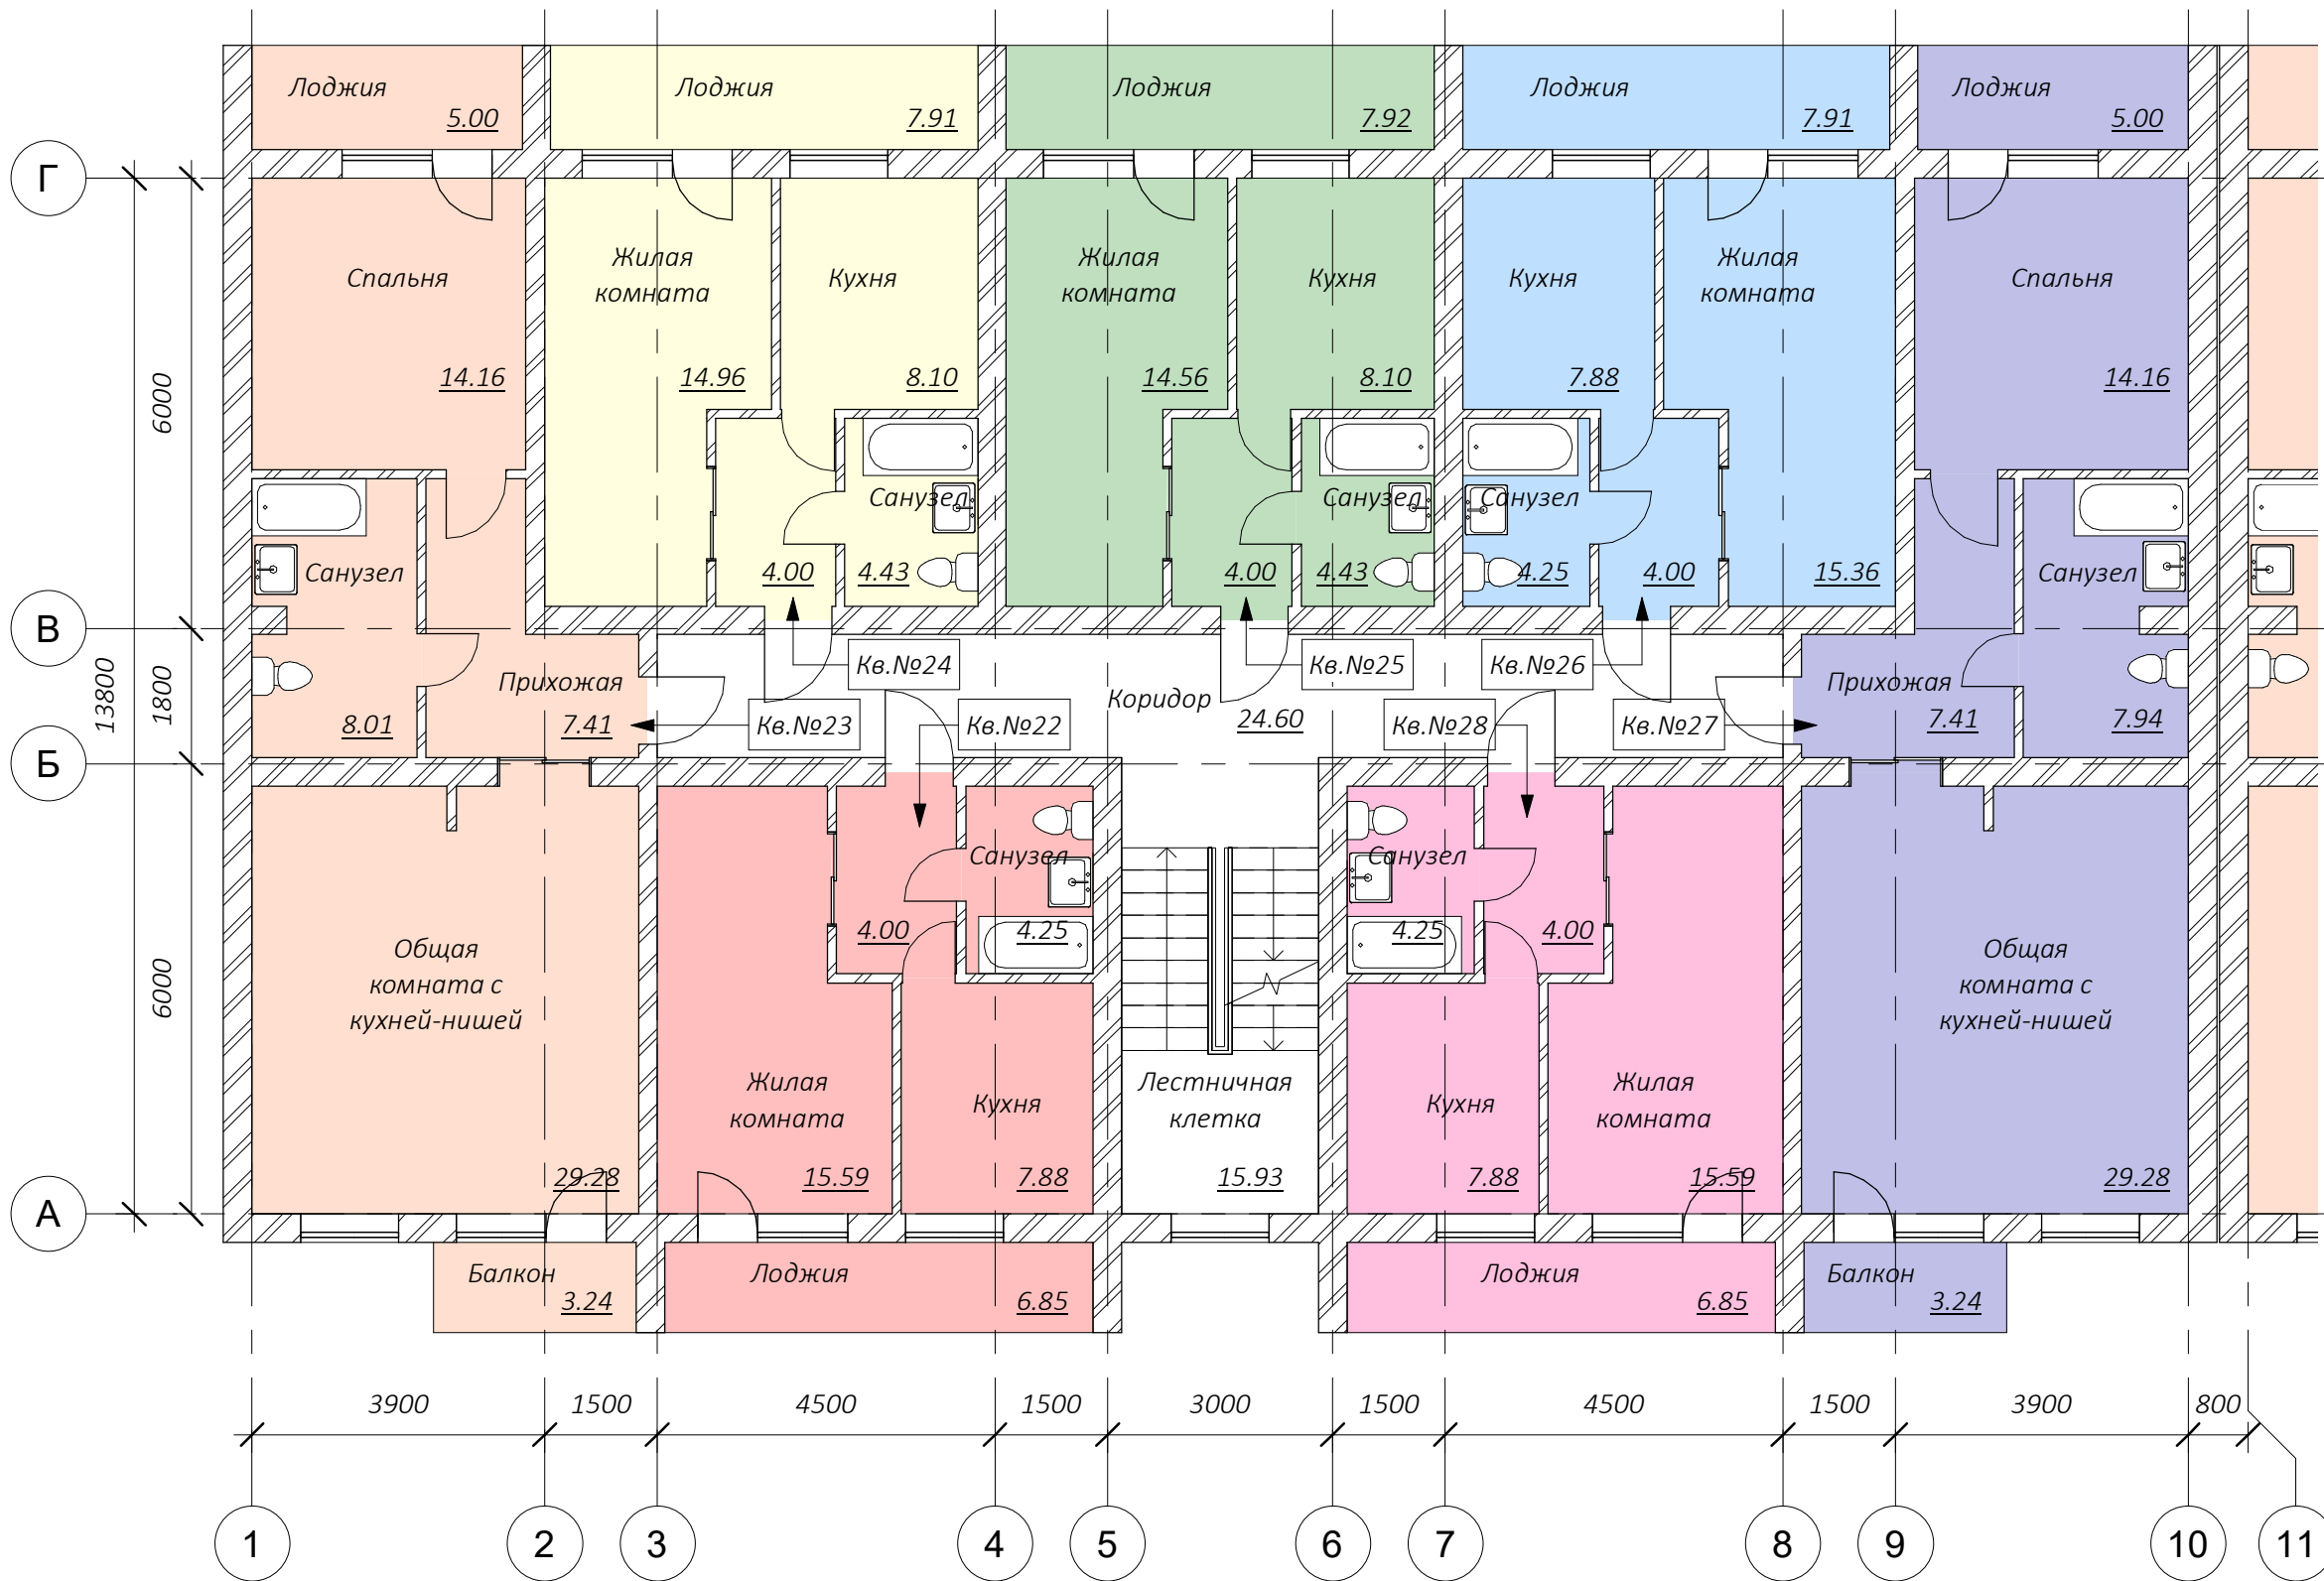 Лоджия
Лоджия
Лоджия
Лоджия
Лоджия
5.00
7.91
7.92
7.91
5.00
Г
Спальня
Жилая
комната
Кухня
Жилая
комната
Кухня
Кухня
Жилая
комната
Спальня
14.16
14.96
8.10
14.56
8.10
7.88
14.16
6000
Санузел
Санузел
Санузел
Санузел
Санузел
4.00
4.43
4.00
4.43
4.25
4.00
15.36
В
Кв.№24
Кв.№25
Кв.№26
13800
1800
Прихожая
Коридор
Прихожая
8.01
7.41
Кв.№23
Кв.№22
24.60
Кв.№28
Кв.№27
7.41
7.94
Б
Санузел
Санузел
4.00
4.25
4.25
4.00
6000
Общая
комната с
кухней-нишей
Общая
комната с
кухней-нишей
Жилая
комната
Кухня
Лестничная
клетка
Кухня
Жилая
комната
29.28
15.59
7.88
15.93
7.88
15.59
29.28
А
Балкон
Лоджия
Лоджия
Балкон
3.24
6.85
6.85
3.24
3900
1500
4500
1500
3000
1500
4500
1500
3900
800
1
2
3
4
5
6
7
8
9
10
11